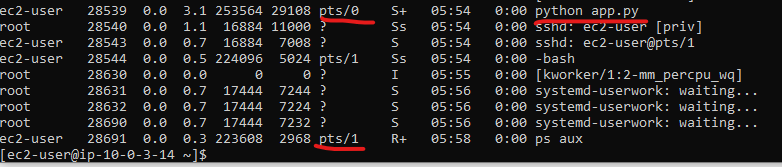 ec2-user 28539 0.0 3.1 253564 29108 pts/0 S+ 05:54 0:00 python app.py
root 28540 0.0 1.1 16884 11000 ? Ss 05:54 0:00 sshd: ec2-user [priv]
ec2-user 28543 0.0 0.7 16884 7008 ? S 05:54 0:00 sshd: ec2-user@pts/1
ec2-user 28544 0.0 0.5 224096 5024 pts/1 Ss 05:54 0:00 -bash
root 28630 0.0 0.0 0 0 ? I 05:55 0:00 [kworker/1:2-mm_percpu_wq]
root 28631 0.0 0.7 17444 7244 ? S 05:56 0:00 systemd-userwork: waiting...
root 28632 0.0 0.7 17444 7224 ? S 05:56 0:00 systemd-userwork: waiting...
root 28690 0.0 0.7 17444 7232 ? S 05:56 0:00 systemd-userwork: waiting...
ec2-user 28691 0.0 0.3 223608 2968 pts/1 R+ 05:58 0:00 ps aux
[ec2-user@ip-10-0-3-14 ~]$